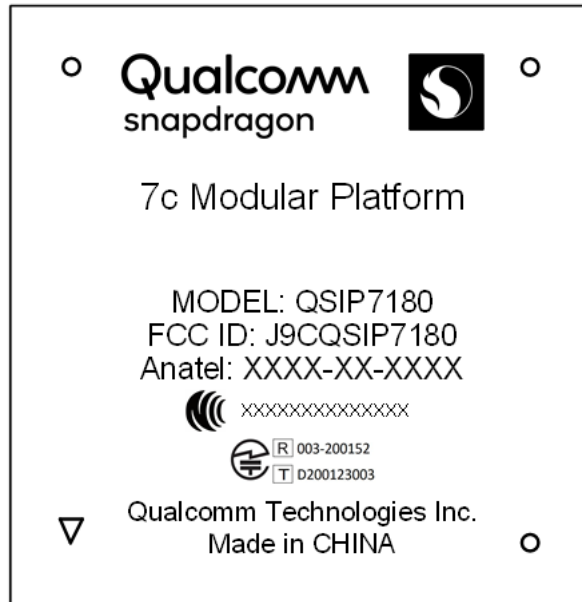 Qualcomm
snapdragon
7c Modular Platform
MODEL: QSIP7180
FCC ID: J9CQSIP7180
Anatel: XXXX-XX-XXXX
XXXXXXXXXXXXXX
R 003-200152
T D200123003
Qualcomm Technologies Inc.
Made in CHINA